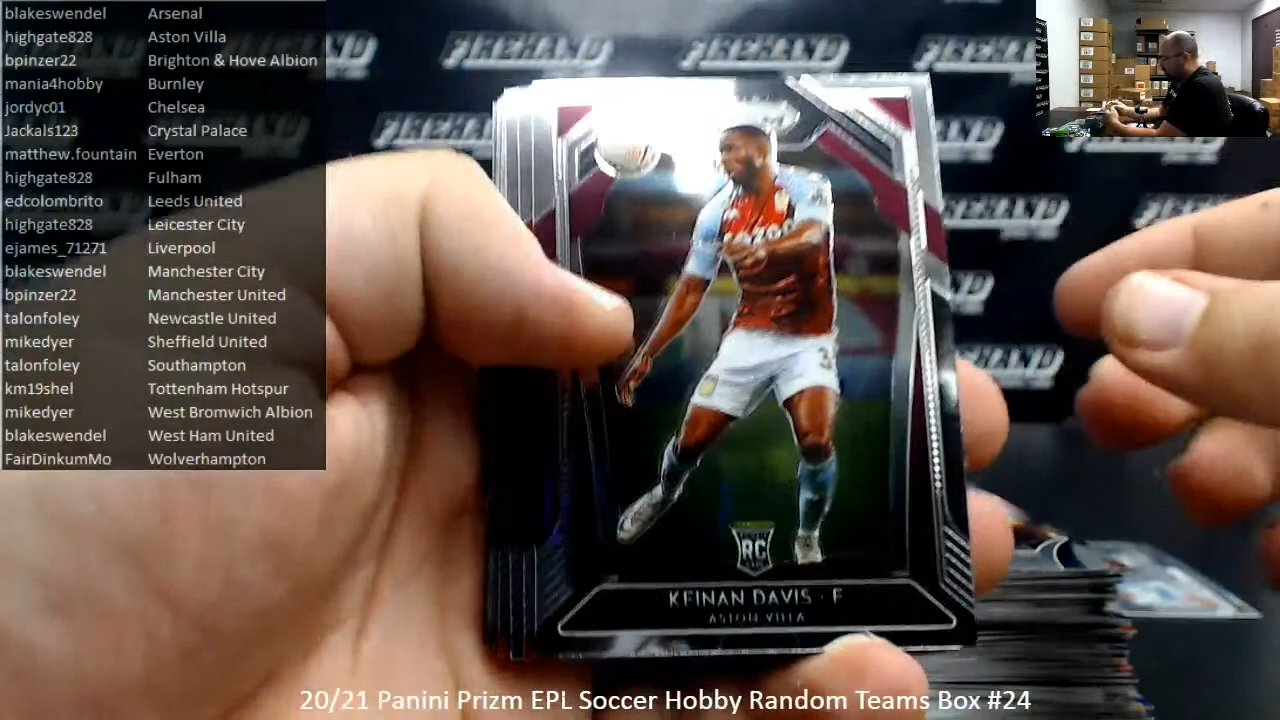 blakeswendel Arsenal
highgate828 Aston Villa
bpinzer22 Brighton & Hove Albion
mania4hobby Burnley
jordyc01 Chelsea
Jackals123 Crystal Palace
matthew.fountain Everton
highgate828 Fulham
edcolombrito Leeds United
highgate828 Leicester City
ejames_71271 Liverpool
blakeswendel Manchester City
bpinzer22 Manchester United
talonfoley Newcastle United
mikedyer Sheffield United
talonfoley Southampton
km19shel Tottenham Hotspur
mikedyer West Bromwich Albion
blakeswendel West Ham United
FairDinkumMo Wolverhampton
FIREHAND
FIREHAND
FIREHAND
RC
KEINAN DAVIS · F
ASTON VILLA
20/21 Panini Prizm EPL Soccer Hobby Random Teams Box #24